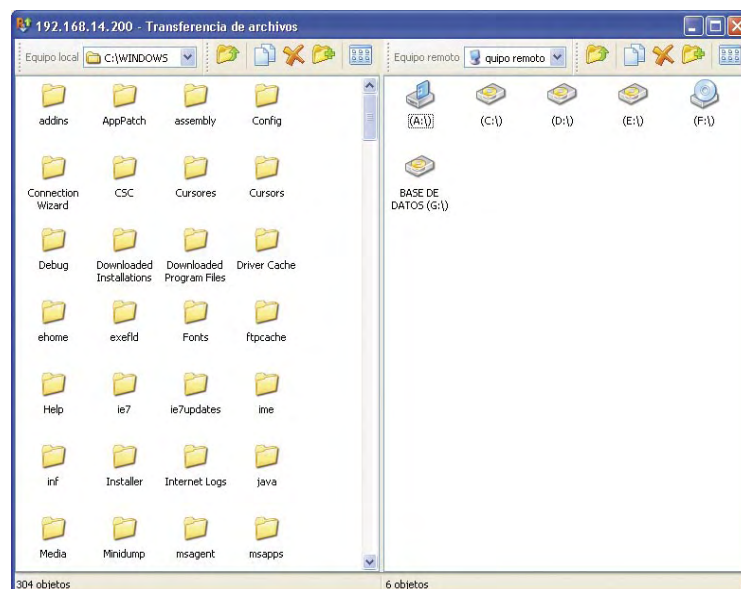 192.168.14.200 - Transferencia de archivos
Equipo local C:\WINDOWS
Equipo remoto quipo remoto
addins AppPatch assembly Config
Connection Wizard CSC Cursores Cursors
Debug Downloaded Installations Downloaded Program Files Driver Cache
ehome exefld Fonts ftpcache
Help ie7 ie7updates ime
inf Installer Internet Logs java
Media Minidump msagent msapps
(A:\) (C:\) (D:\) (E:\) (F:\)
BASE DE DATOS (G:\)
304 objetos
6 objetos